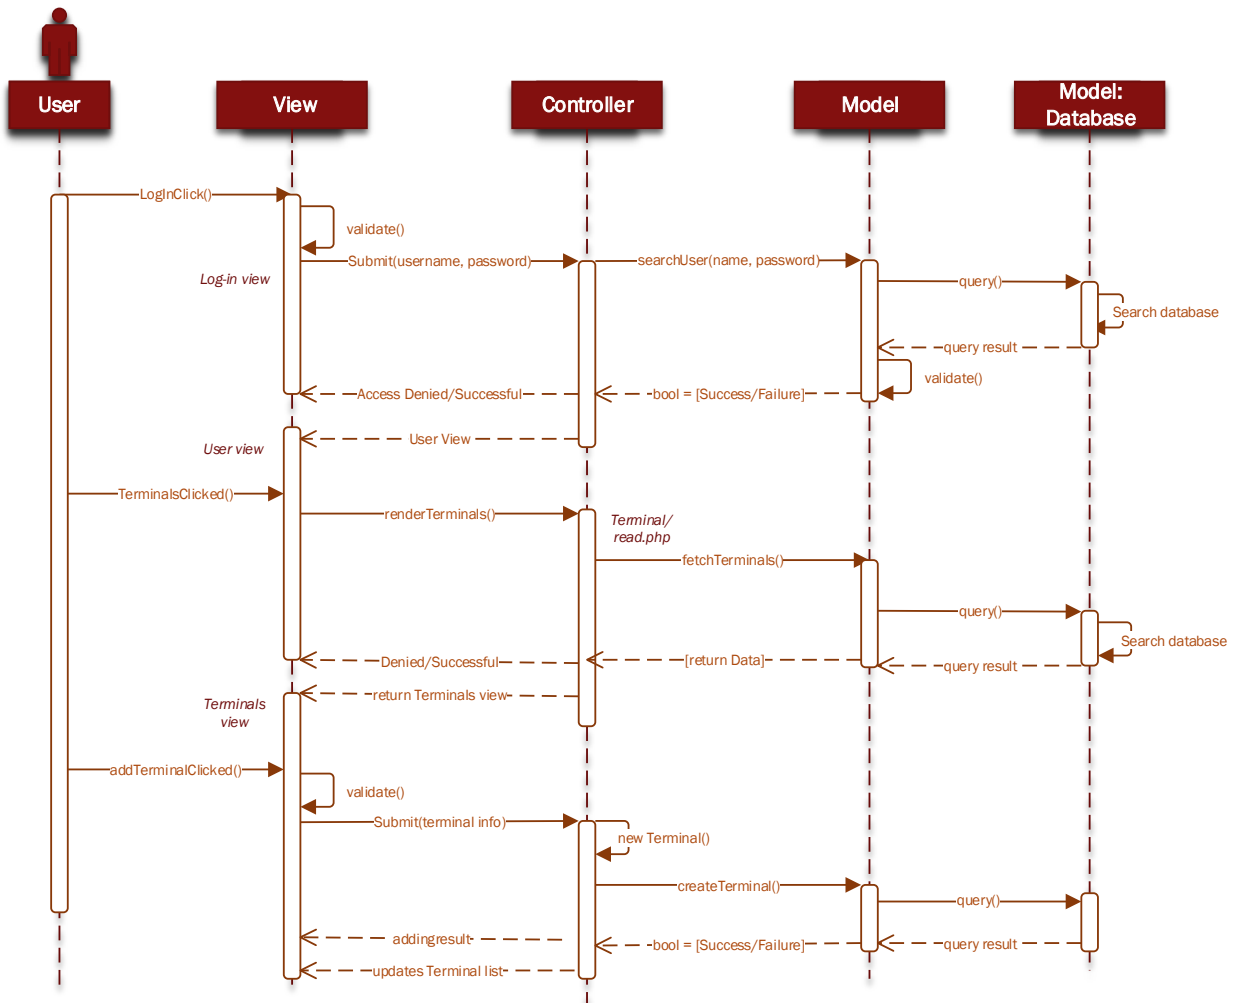 User
View
Controller
Model
Model:
Database
LogInClick()
validate()
Submit(username, password)
searchUser(name, password)
Log-in view
query()
Search database
query result
validate()
Access Denied/Successful
bool = [Success/Failure]
User View
User view
TerminalsClicked()
renderTerminals()
Terminal/
read.php
fetchTerminals()
query()
Search database
Denied/Successful
[return Data]
query result
return Terminals view
Terminals
view
addTerminalClicked()
validate()
Submit(terminal info)
new Terminal()
createTerminal()
query()
addingresult
bool = [Success/Failure]
query result
updates Terminal list